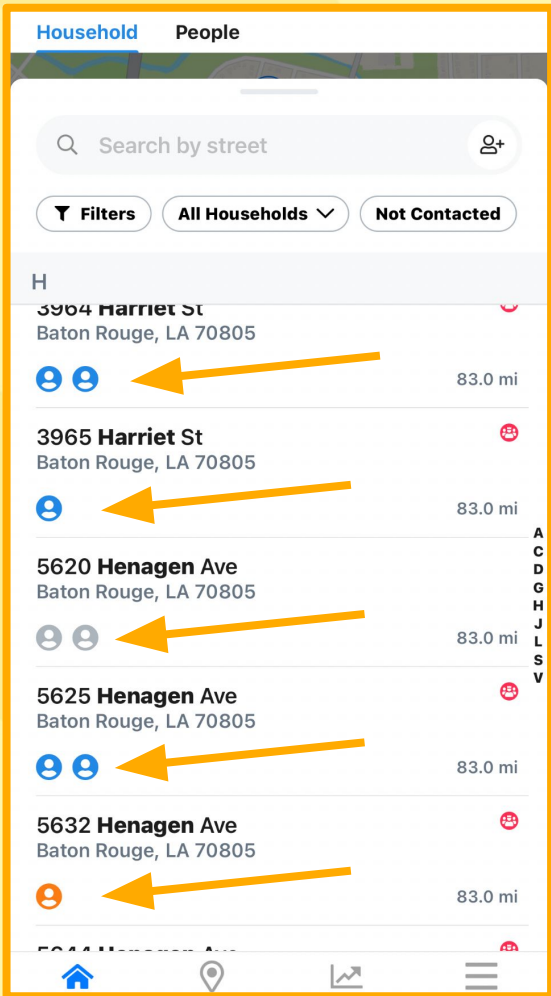 Household People
Search by street
Filters All Households Not Contacted
H
3964 Harriet St
Baton Rouge, LA 70805
83.0 mi
3965 Harriet St
Baton Rouge, LA 70805
83.0 mi
5620 Henagen Ave
Baton Rouge, LA 70805
83.0 mi
5625 Henagen Ave
Baton Rouge, LA 70805
83.0 mi
5632 Henagen Ave
Baton Rouge, LA 70805
83.0 mi
A
C
D
G
H
J
L
S
V